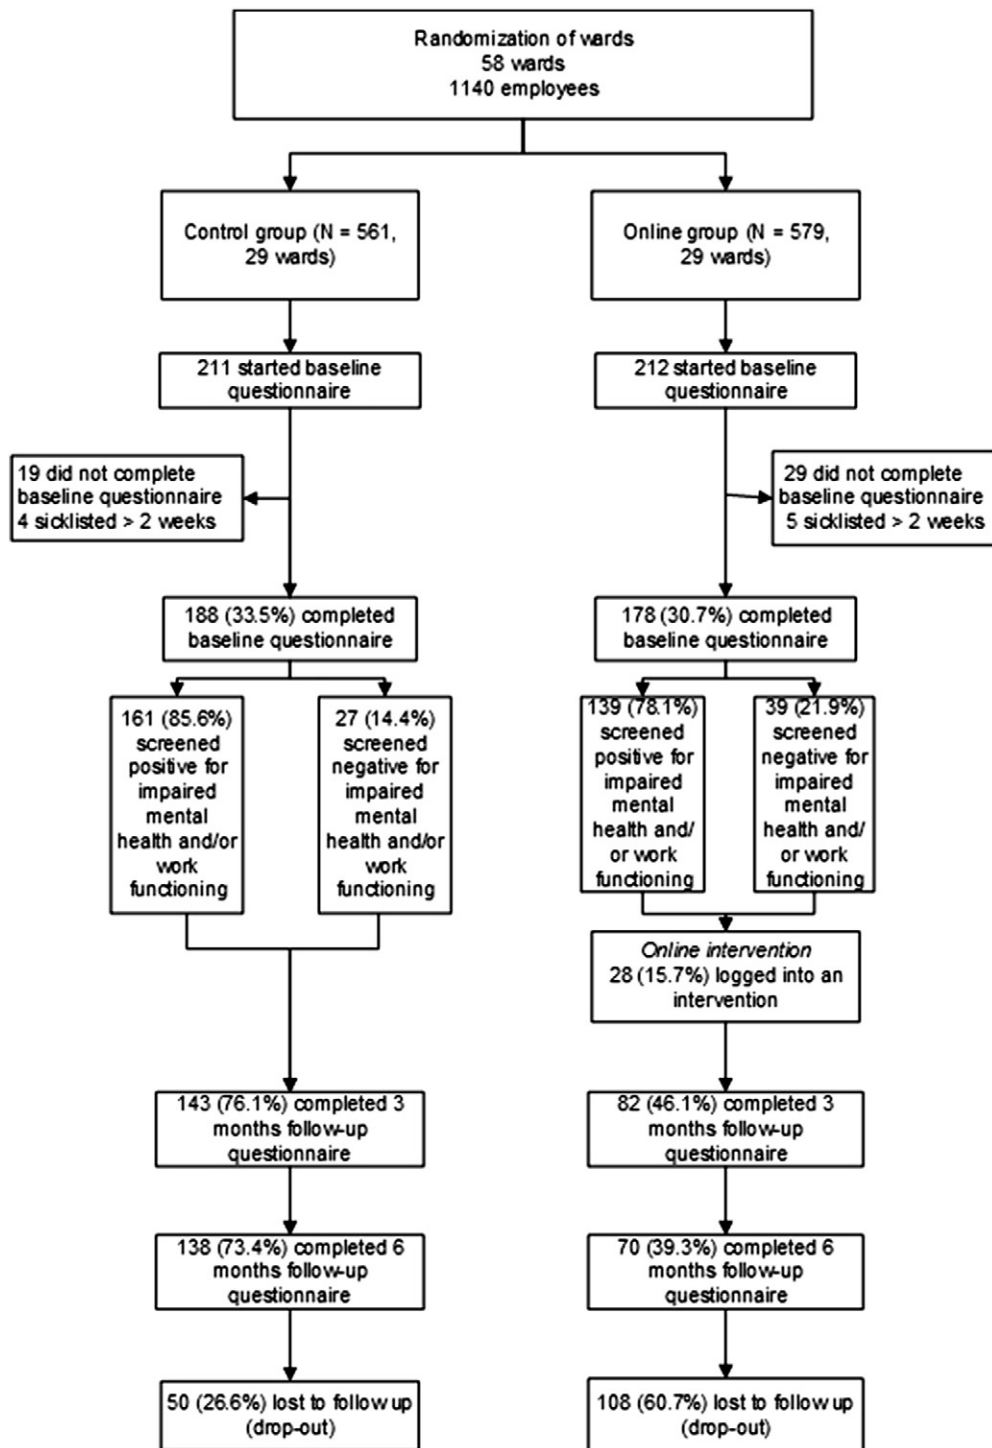 Randomization of wards
58 wards
1140 employees
Control group (N = 561,
29 wards)
Online group (N = 579,
29 wards)
211 started baseline
questionnaire
212 started baseline
questionnaire
19 did not complete
baseline questionnaire
4 sicklisted > 2 weeks
29 did not complete
baseline questionnaire
5 sicklisted > 2 weeks
188 (33.5%) completed
baseline questionnaire
178 (30.7%) completed
baseline questionnaire
161 (85.6%)
screened
positive for
impaired
mental
health and/or
work
functioning
27 (14.4%)
screened
negative for
impaired
mental
health and/or
work
functioning
139 (78.1%)
screened
positive for
impaired
mental
health and/
or work
functioning
39 (21.9%)
screened
negative for
impaired
mental
health and/
or work
functioning
Online intervention
28 (15.7%) logged into an
intervention
143 (76.1%) completed 3
months follow-up
questionnaire
82 (46.1%) completed 3
months follow-up
questionnaire
138 (73.4%) completed 6
months follow-up
questionnaire
70 (39.3%) completed 6
months follow-up
questionnaire
50 (26.6%) lost to follow up
(drop-out)
108 (60.7%) lost to follow up
(drop-out)